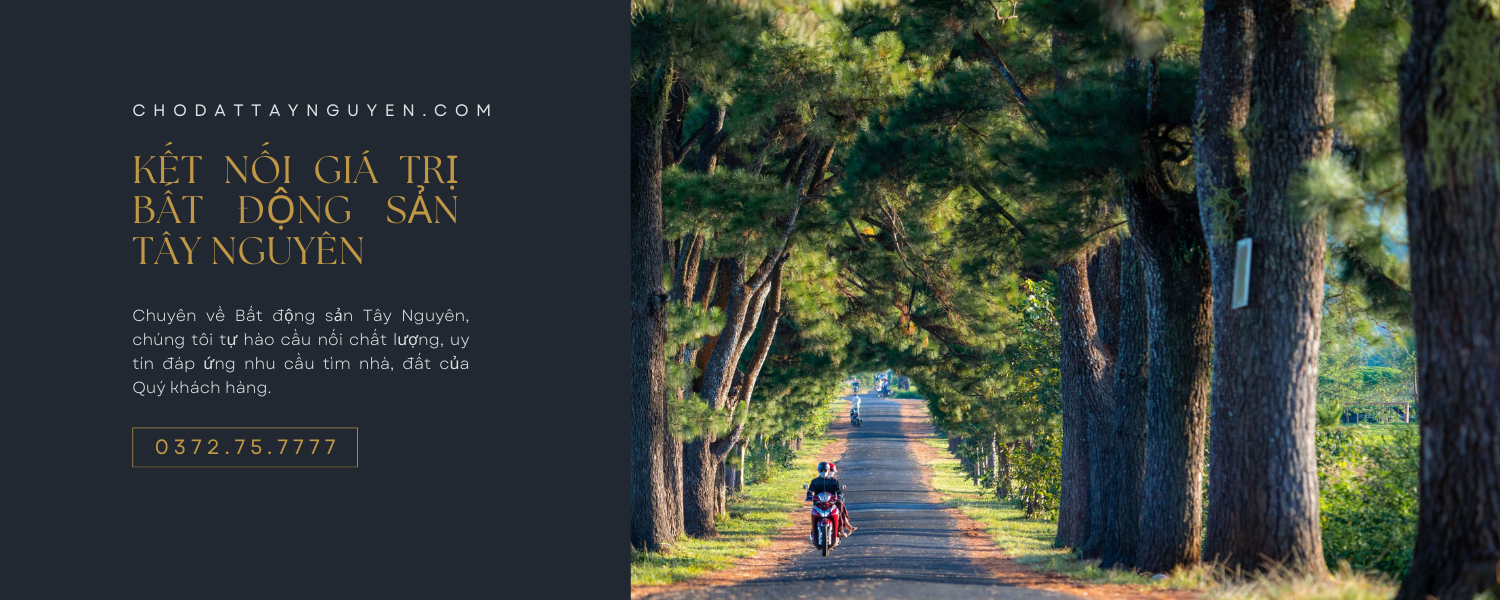 CHODATTAYNGUYEN.COM
KẾT NỐI GIÁ TRỊ
BẤT ĐỘNG SẢN
TÂY NGUYÊN
Chuyên về Bất động sản Tây Nguyên,
chúng tôi tự hào cầu nối chất lượng, uy
tin đáp ứng nhu cầu tìm nhà, đất của
Quý khách hàng.
0372.75.7777